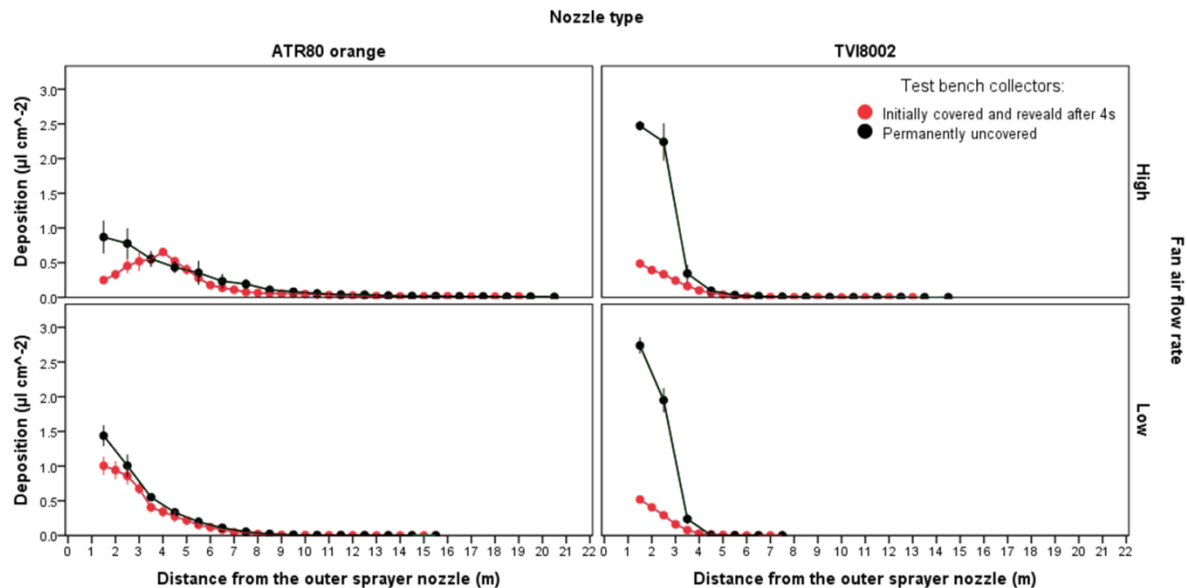 Nozzle type
ATR80 orange
TVI8002
Test bench collectors:
Initially covered and reveald after 4s
Permanently uncovered
Deposition (µl cm^-2)
3.0
2.5
2.0
1.5
1.0
0.5
0.0
High
Deposition (µl cm^-2)
3.0
2.5
2.0
1.5
1.0
0.5
0.0
Low
Fan air flow rate
0 1 2 3 4 5 6 7 8 9 10 11 12 13 14 15 16 17 18 19 20 21 22
0 1 2 3 4 5 6 7 8 9 10 11 12 13 14 15 16 17 18 19 20 21 22
Distance from the outer sprayer nozzle (m)
Distance from the outer sprayer nozzle (m)